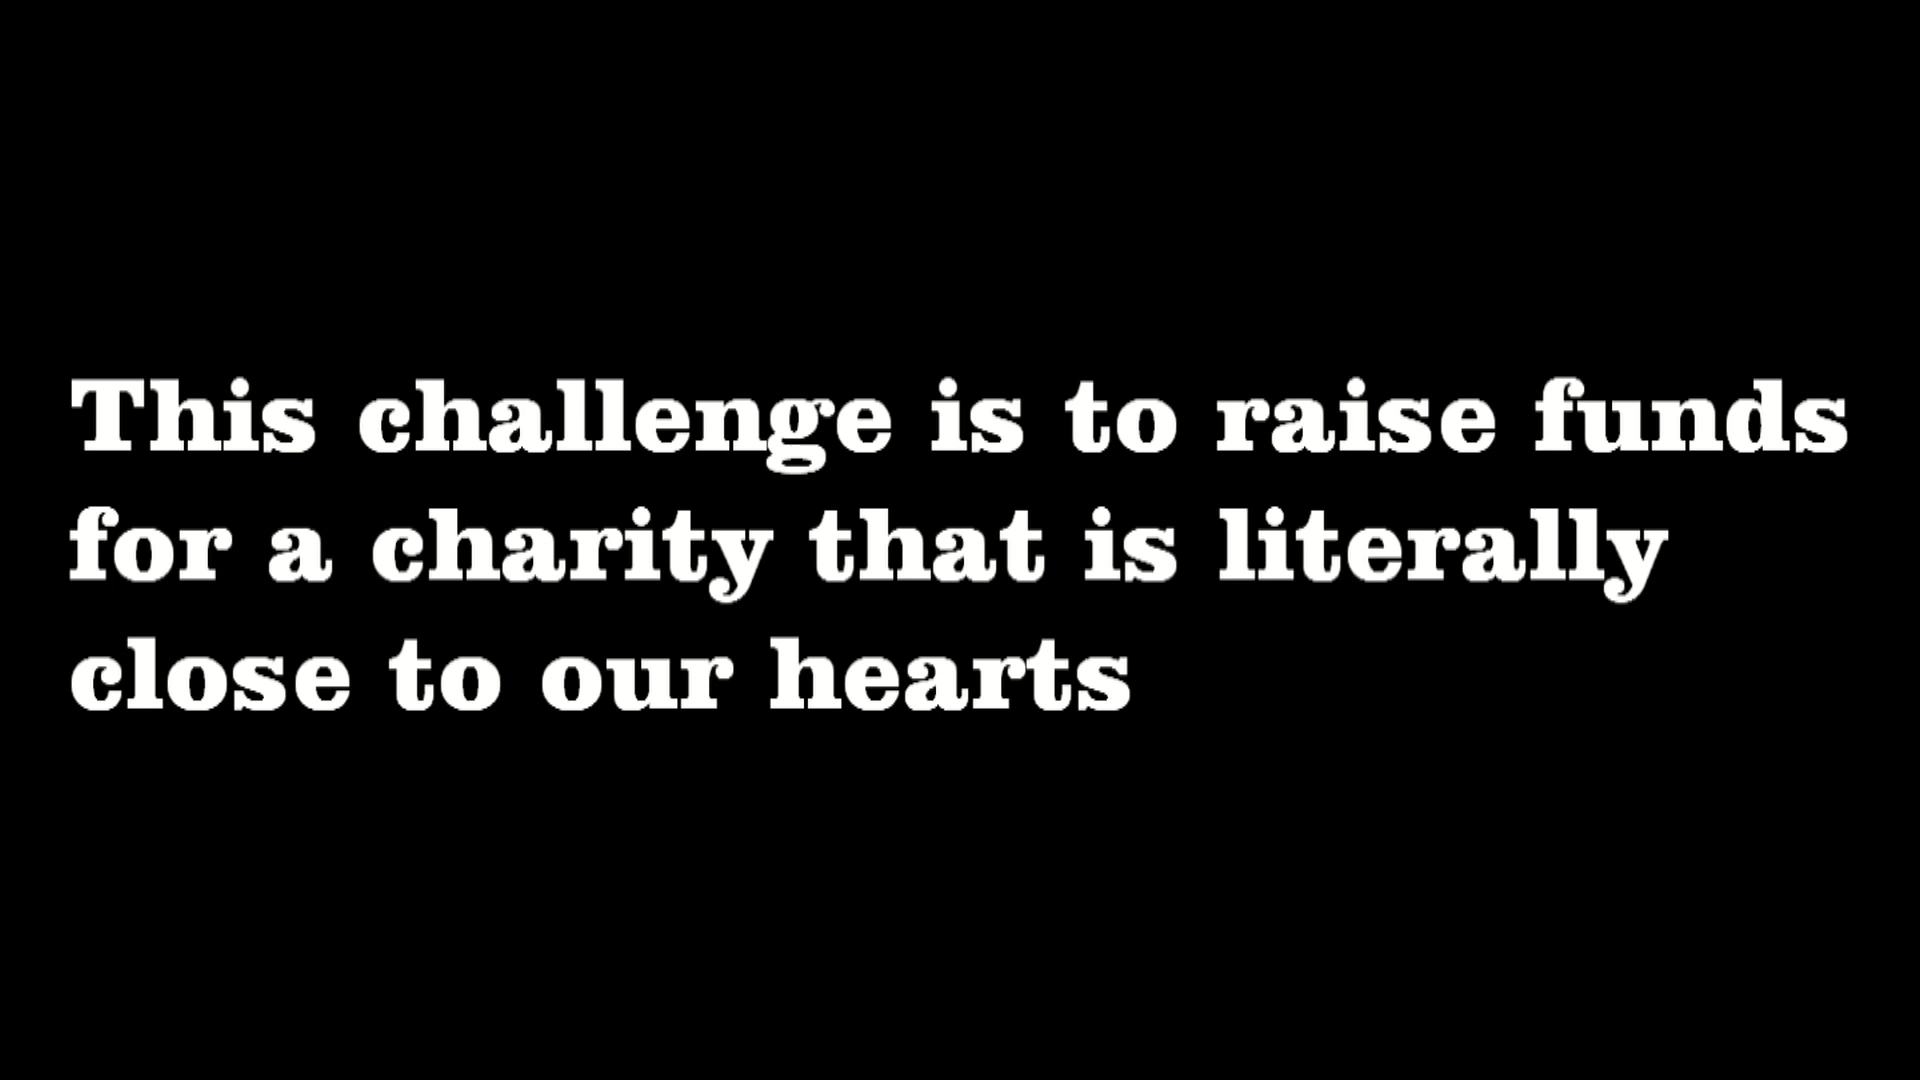 This challenge is to raise funds
for a charity that is literally
close to our hearts